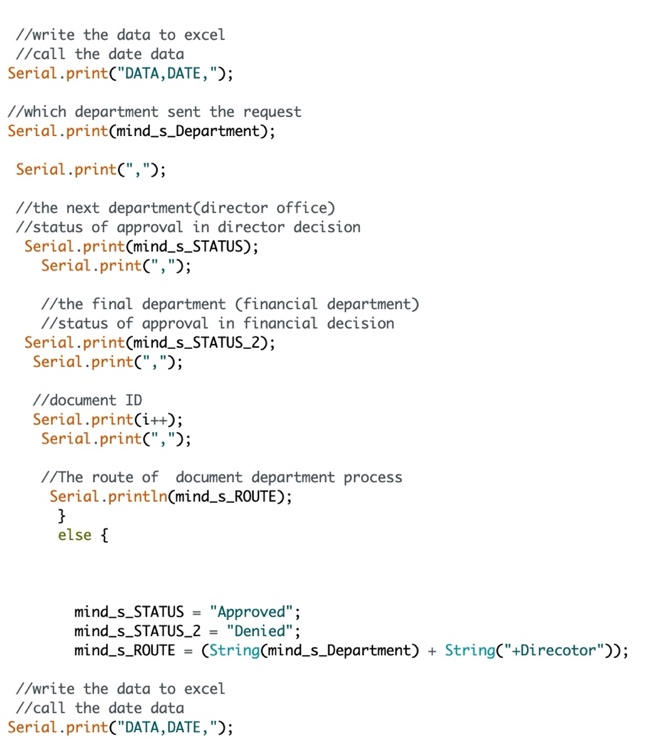 //write the data to excel
//call the date data
Serial.print("DATA,DATE,");
//which department sent the request
Serial.print(mind_s_Department);
Serial.print(",");
//the next department(director office)
//status of approval in director decision
Serial.print(mind_s_STATUS);
Serial.print(",");
//the final department (financial department)
//status of approval in financial decision
Serial.print(mind_s_STATUS_2);
Serial.print(",");
//document ID
Serial.print(i++);
Serial.print(",");
//The route of  document department process
Serial.println(mind_s_ROUTE);
}
else {
mind_s_STATUS = "Approved";
mind_s_STATUS_2 = "Denied";
mind_s_ROUTE = (String(mind_s_Department) + String("+Direcotor"));
//write the data to excel
//call the date data
Serial.print("DATA,DATE,");